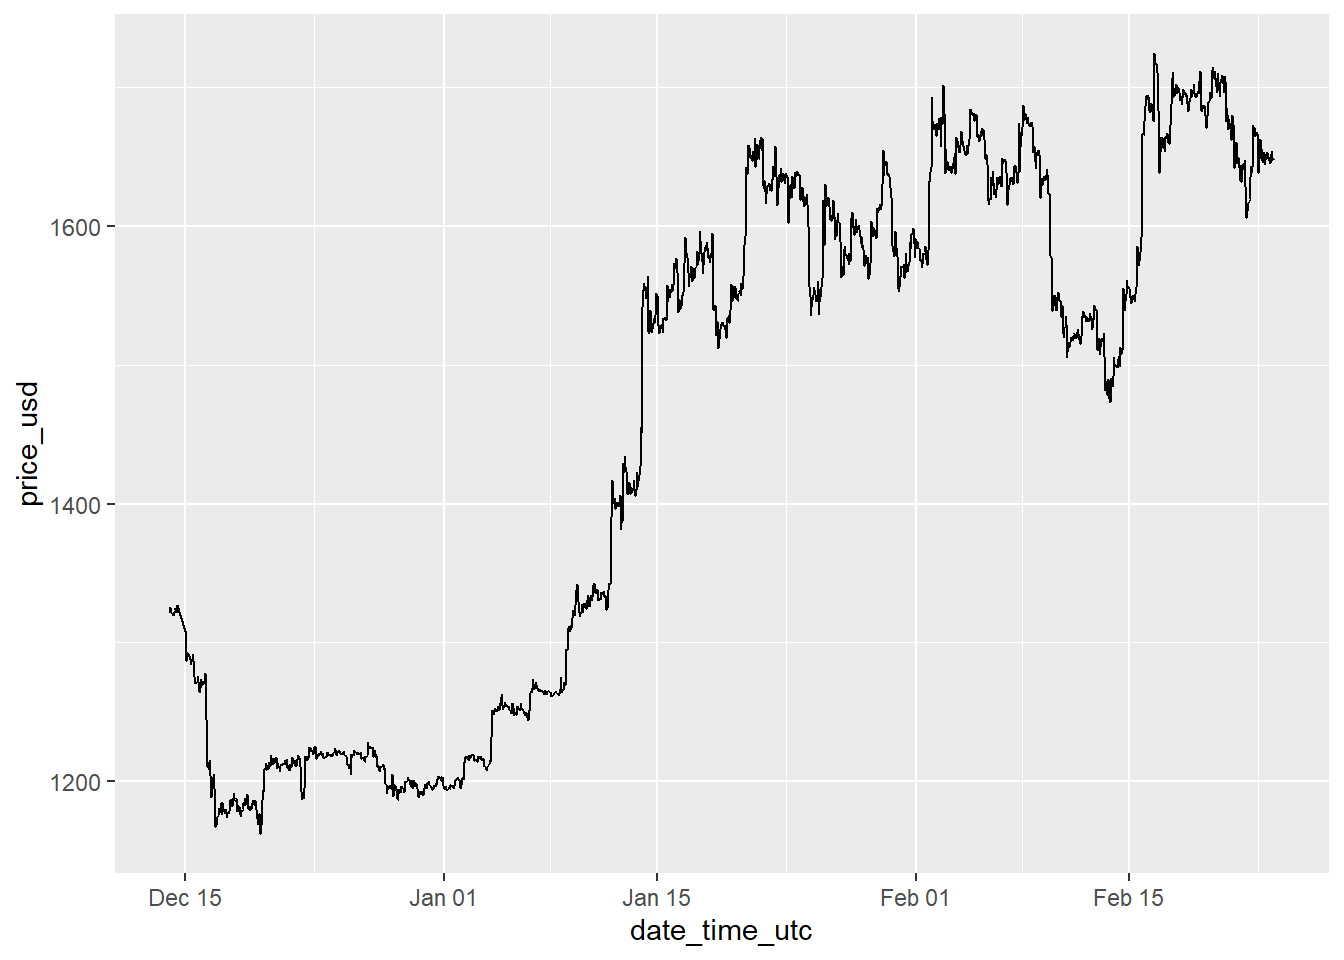 price_usd
1600
1400
1200
Dec 15
Jan 01
Jan 15
Feb 01
Feb 15
date_time_utc